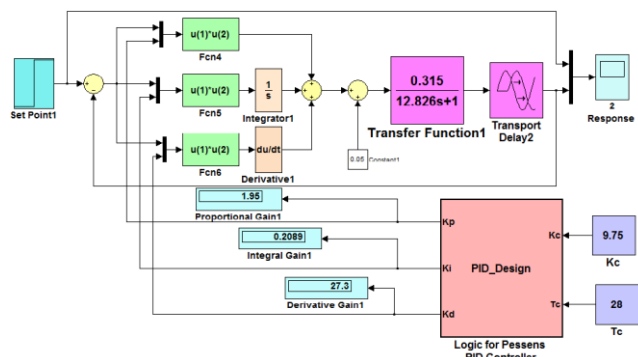 u(1)*u(2)
Fcn4
Set Point1
u(1)*u(2)
Fcn5
1
s
Integrator1
u(1)*u(2)
Fcn6
du/dt
Derivative1
0.05
Constant1
0.315
12.826s+1
Transfer Function1
Transport
Delay2
2
Response
1.95
Proportional Gain1
0.2089
Integral Gain1
27.3
Derivative Gain1
Kp
Ki
Kd
PID_Design
Kc
Tc
Logic for Pessens
PID Controller
9.75
Kc
28
Tc